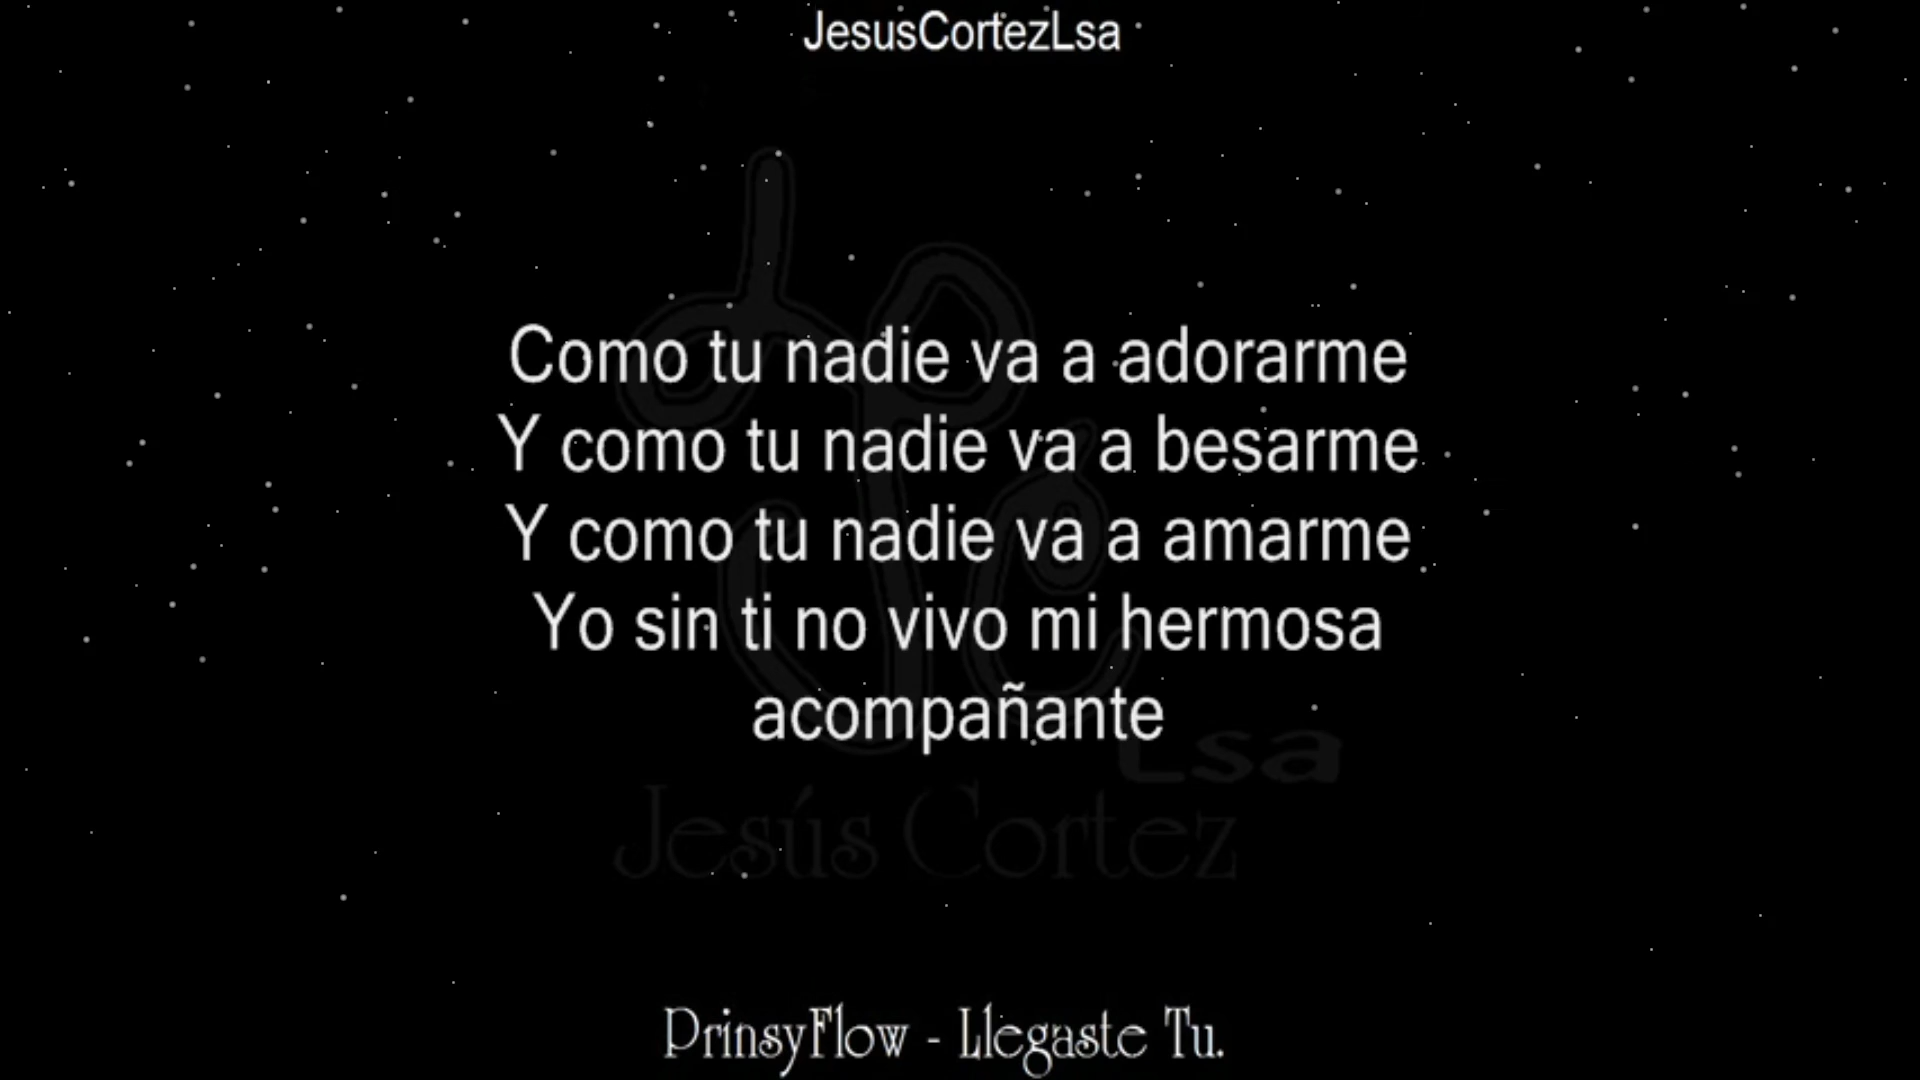 JesusCortezLsa
Como tu nadie va a adorarme
Y como tu nadie va a besarme
Y como tu nadie va a amarme
Yo sin ti no vivo mi hermosa
acompañante
Lsa
Jesús Cortez
PrinsyFlow - Llegaste Tu.